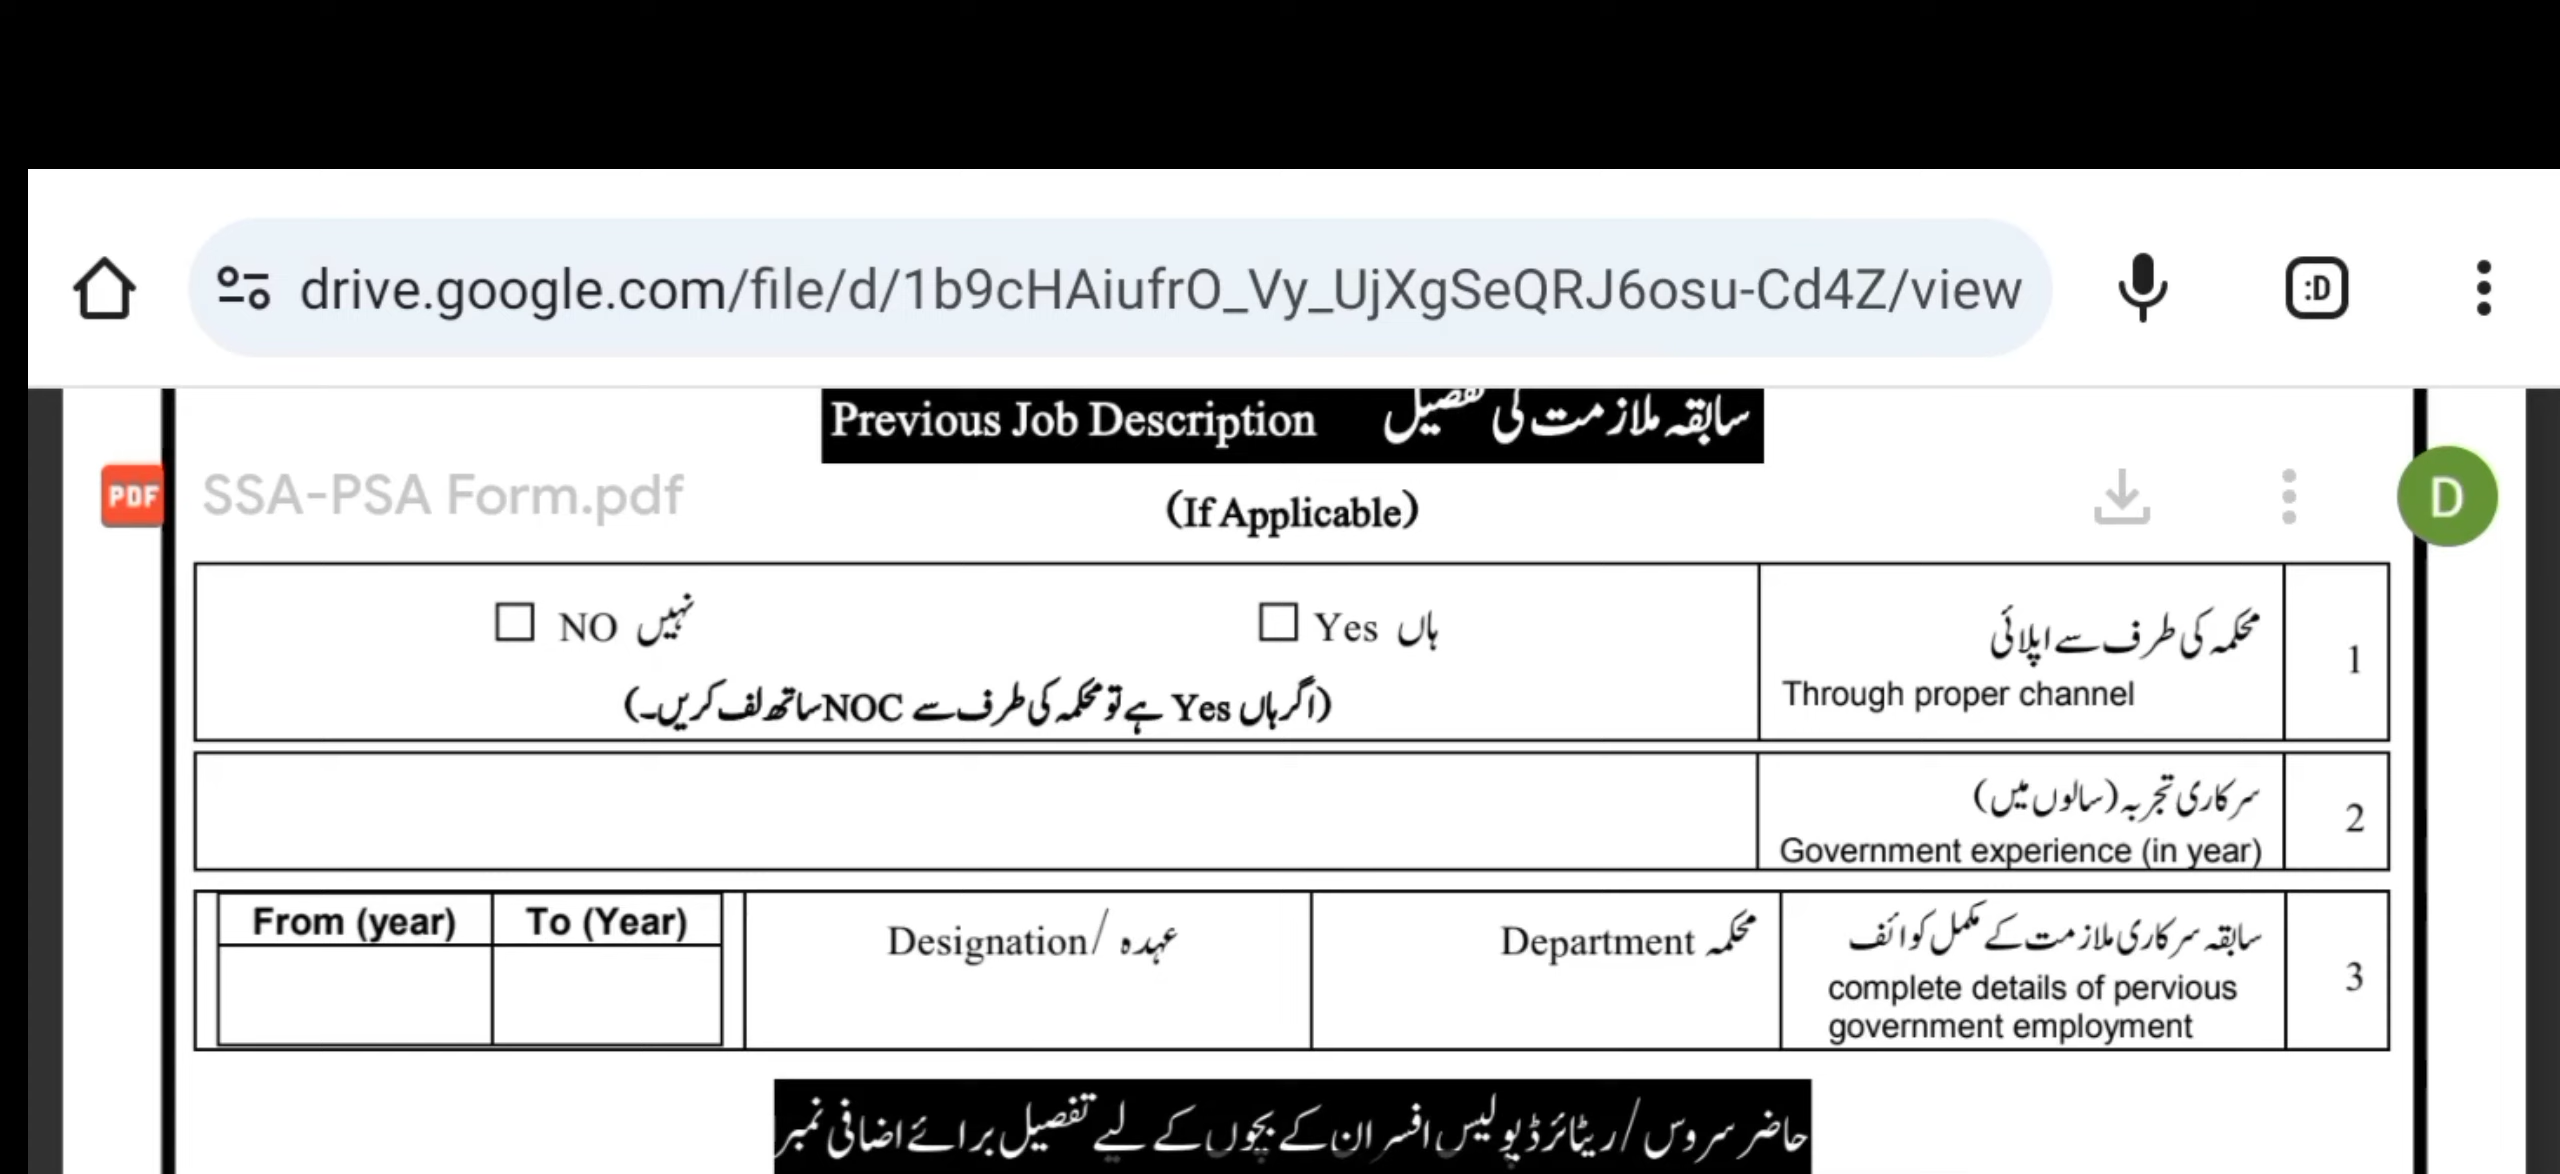 drive.google.com/file/d/1b9cHAiufrO_Vy_UjXgSeQRJ6osu-Cd4Z/view
:D
Previous Job Description سابقہ ملازمت کی تفصیل
PDF SSA-PSA Form.pdf
D
(If Applicable)
1
محکمہ کی طرف سے اپلائی
Through proper channel
ہاں Yes
نہیں NO
(اگر ہاں Yes ہے تو محکمہ کی طرف سے NOC ساتھ لف کریں۔)
2
سرکاری تجربہ (سالوں میں)
Government experience (in year)
3
سابقہ سرکاری ملازمت کے مکمل کوائف
complete details of pervious
government employment
Department محکمہ
Designation/ عہدہ
From (year) To (Year)
حاضر سروس / ریٹائرڈ پولیس افسران کے بچوں کے لیے تفصیل برائے اضافی نمبر